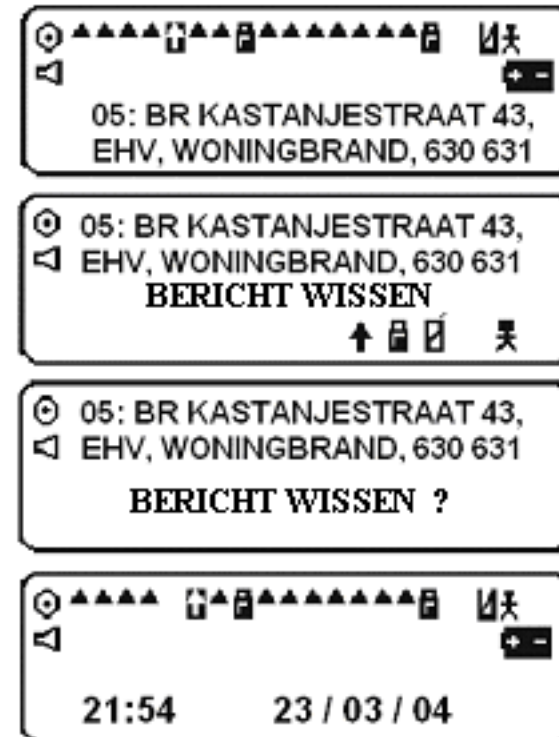 05: BR KASTANJESTRAAT 43,
EHV, WONINGBRAND, 630 631
05: BR KASTANJESTRAAT 43,
EHV, WONINGBRAND, 630 631
BERICHT WISSEN
05: BR KASTANJESTRAAT 43,
EHV, WONINGBRAND, 630 631
BERICHT WISSEN ?
21:54 23 / 03 / 04